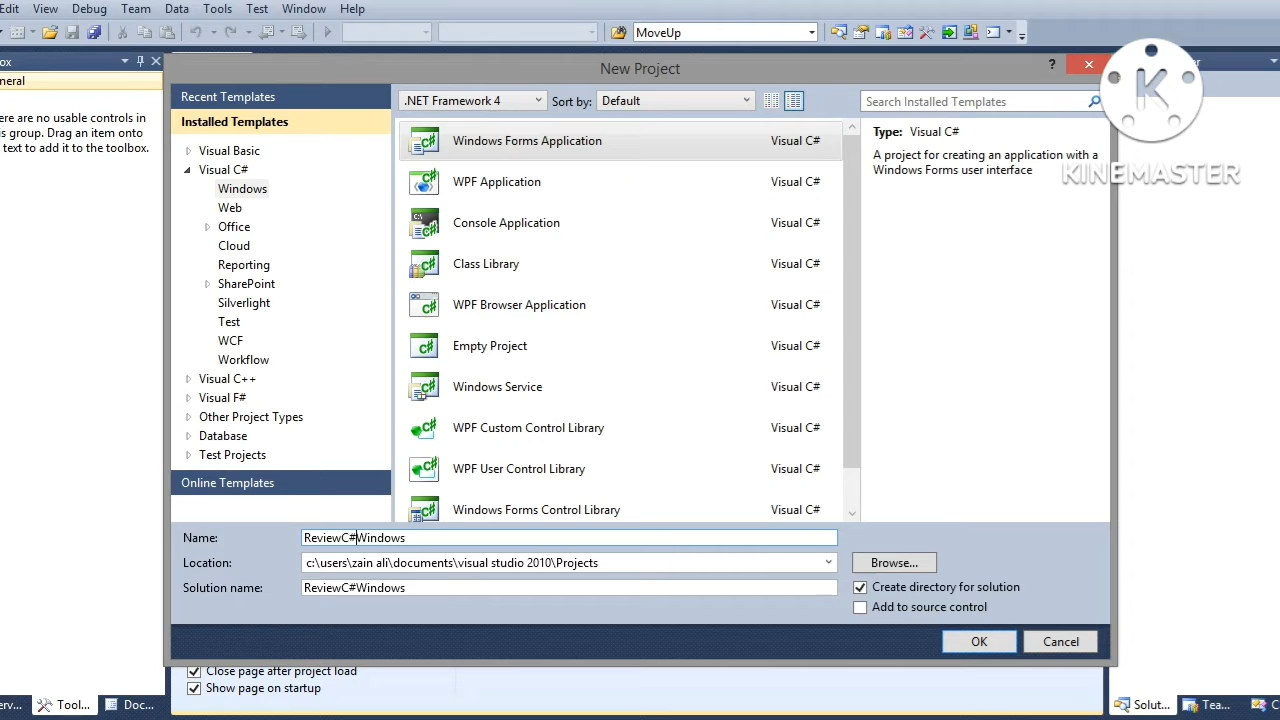 Edit View Debug Team Data Tools Test Window Help
MoveUp
New Project
?
Recent Templates
.NET Framework 4 Sort by: Default Search Installed Templates
Installed Templates
Visual Basic
Visual C#
Windows
Web
Office
Cloud
Reporting
SharePoint
Silverlight
Test
WCF
Workflow
Visual C++
Visual F#
Other Project Types
Database
Test Projects
Online Templates
Windows Forms Application Visual C#
WPF Application Visual C#
Console Application Visual C#
Class Library Visual C#
WPF Browser Application Visual C#
Empty Project Visual C#
Windows Service Visual C#
WPF Custom Control Library Visual C#
WPF User Control Library Visual C#
Windows Forms Control Library Visual C#
Type: Visual C#
A project for creating an application with a
Windows Forms user interface
K
KINEMASTER
ox
neral
ere are no usable controls in
is group. Drag an item onto
text to add it to the toolbox.
Name: ReviewC#Windows
Location: c:\users\zain ali\documents\visual studio 2010\Projects Browse...
Solution name: ReviewC#Windows
Create directory for solution
Add to source control
OK Cancel
Close page after project load
Show page on startup
erv... Tool... Doc... Solut... Tea... C